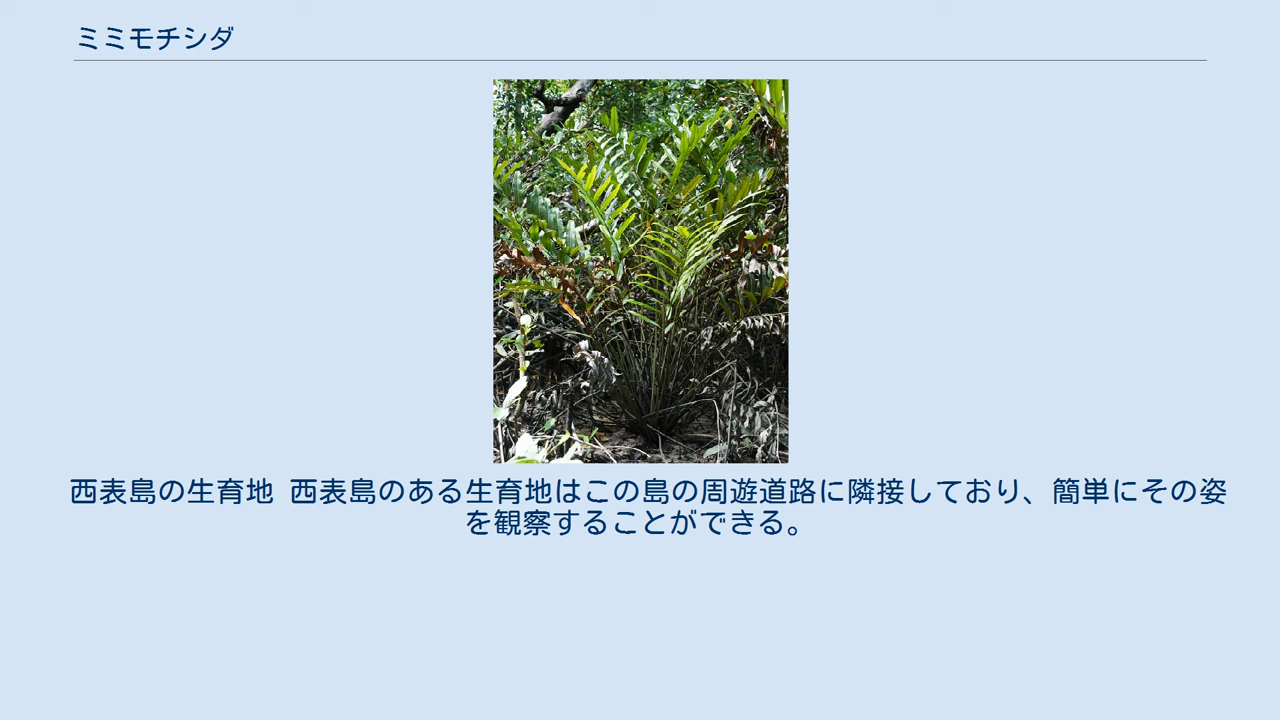 ミミモチシダ
西表島の生育地 西表島のある生育地はこの島の周遊道路に隣接しており、簡単にその姿
を観察することができる。